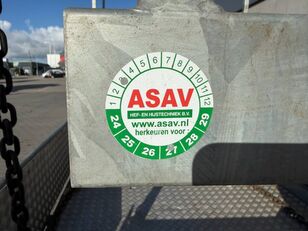 1 2 4 5 6 7 8 9 10 11 12
ASAV
HEF- EN HIJSTECHNIEK B.V.
www.asav.nl
herkeuren voor :
24 25 26 27 28 29